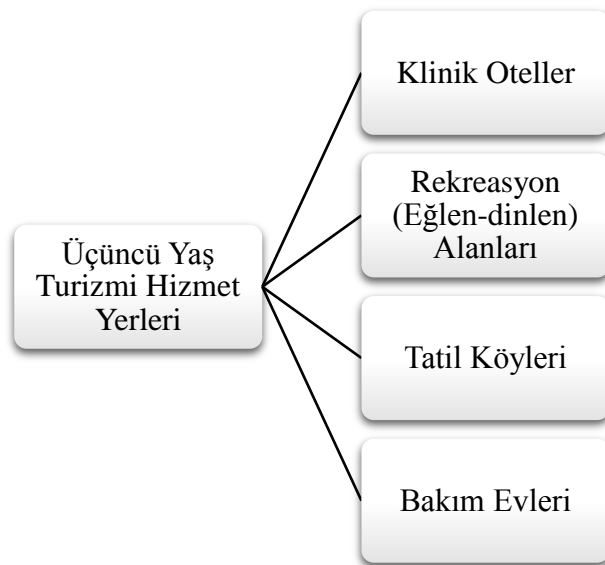 Klinik Oteller
Rekreasyon
(Eğlen-dinlen)
Alanları
Üçüncü Yaş
Turizmi Hizmet
Yerleri
Tatil Köyleri
Bakım Evleri